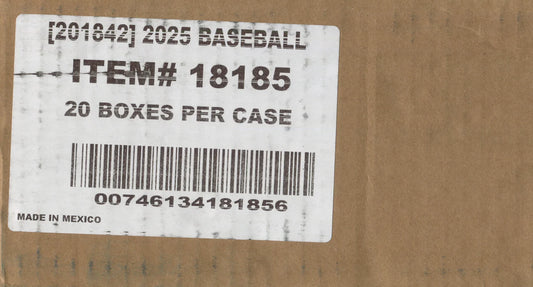 [201842] 2025 BASEBALL
ITEM# 18185
20 BOXES PER CASE
00746134181856
MADE IN MEXICO